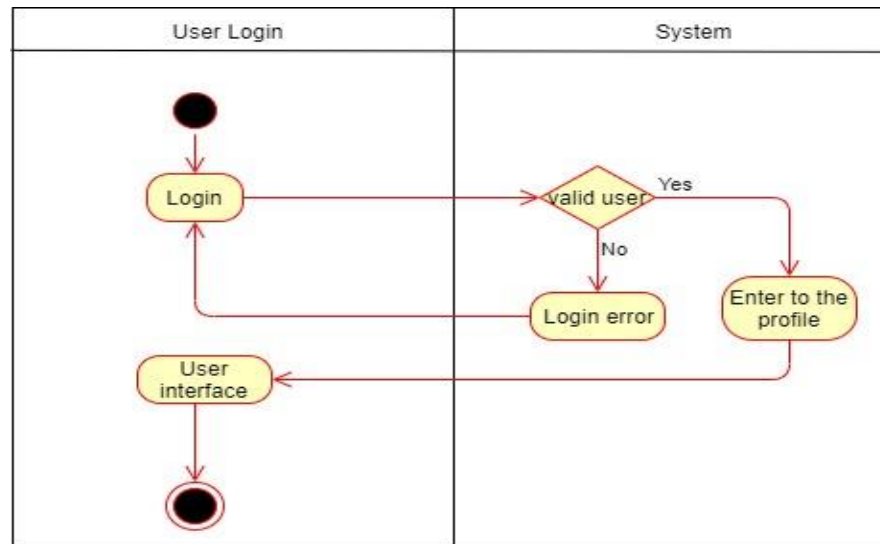 User Login
System
Login
valid user
Yes
No
Login error
Enter to the
profile
User
interface